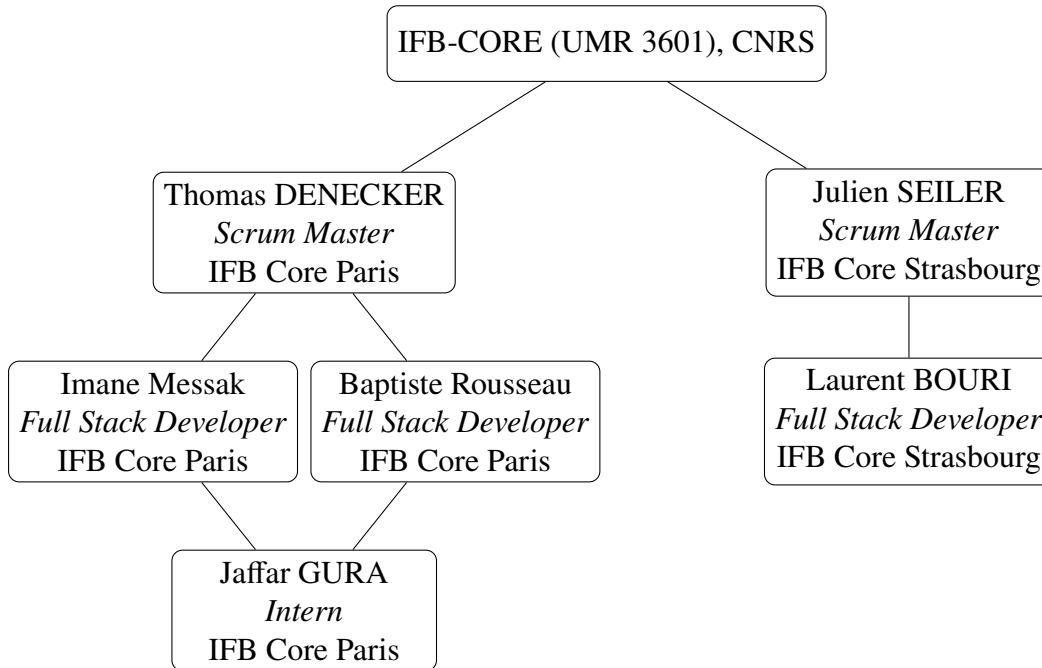 IFB-CORE (UMR 3601), CNRS
Thomas DENECKER
Scrum Master
IFB Core Paris
Julien SEILER
Scrum Master
IFB Core Strasbourg
Imane Messak
Full Stack Developer
IFB Core Paris
Baptiste Rousseau
Full Stack Developer
IFB Core Paris
Laurent BOURI
Full Stack Developer
IFB Core Strasbourg
Jaffar GURA
Intern
IFB Core Paris